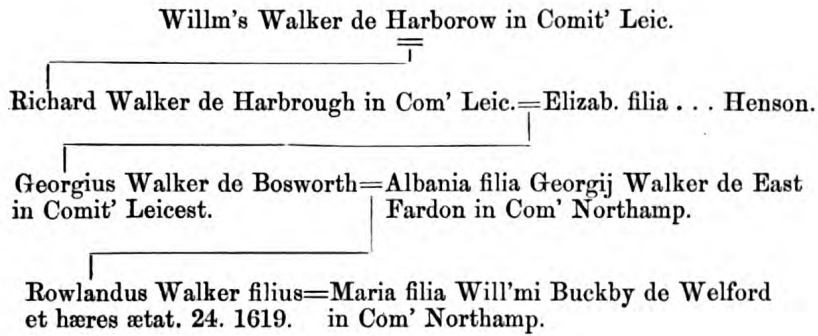 Willm's Walker de Harborow in Comit' Leic.
Richard Walker de Harbrough in Com' Leic.=Elizab. filia . . . Henson.
Georgius Walker de Bosworth=Albania filia Georgij Walker de East
in Comit' Leicest. Fardon in Com' Northamp.
Rowlandus Walker filius=Maria filia Will'mi Buckby de Welford
et hæres ætat. 24. 1619. in Com' Northamp.